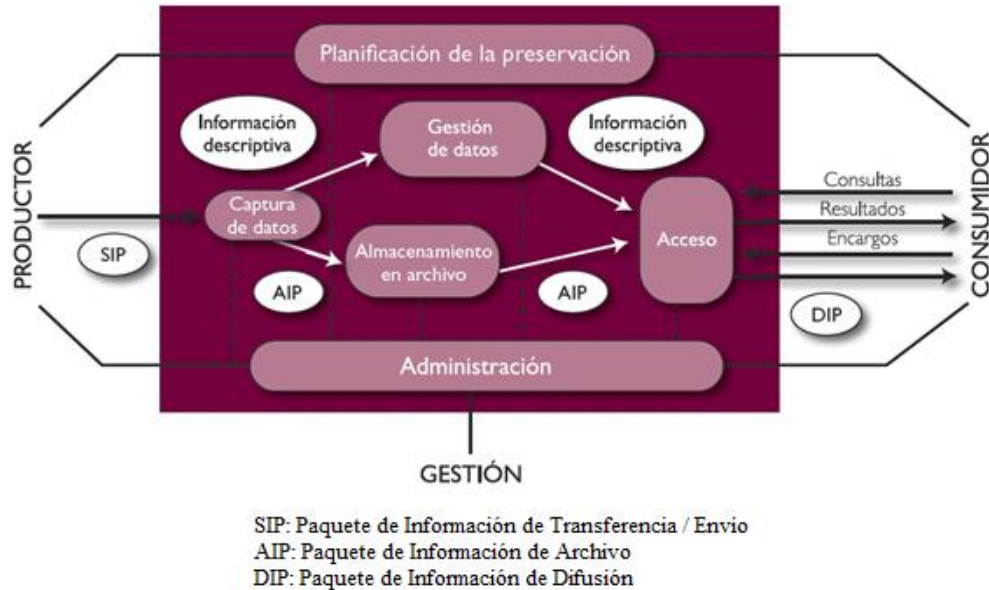 Planificación de la preservación
Información
descriptiva
Gestión
de datos
Información
descriptiva
PRODUCTOR
SIP
Captura
de datos
AIP
Almacenamiento
en archivo
AIP
Acceso
Consultas
Resultados
Encargos
DIP
CONSUMIDOR
Administración
GESTIÓN
SIP: Paquete de Información de Transferencia / Envío
AIP: Paquete de Información de Archivo
DIP: Paquete de Información de Difusión